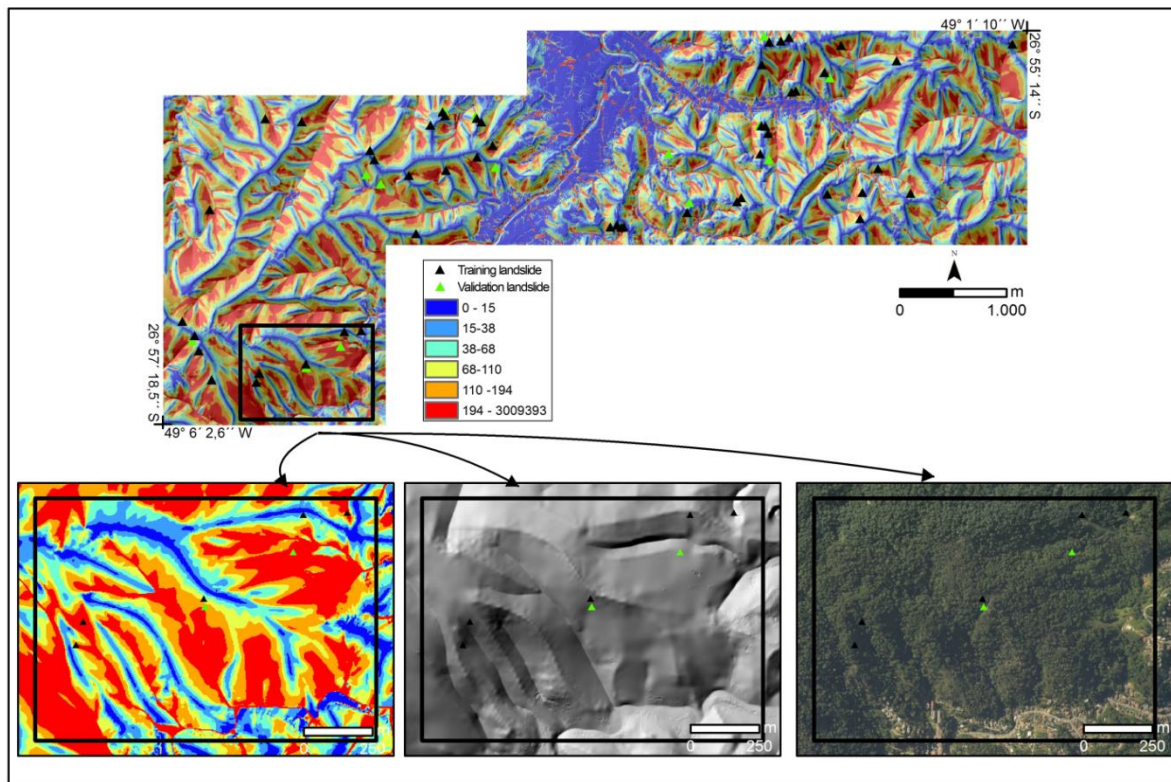 49° 1´ 10´´ W
26° 55´ 14´´ S
Training landslide
Validation landslide
0 - 15
15-38
38-68
68-110
110 -194
194 - 3009393
N
m
0 1.000
26° 57´ 18,5´´ S
49° 6´ 2,6´´ W
m
0 250
m
0 250
m
0 250